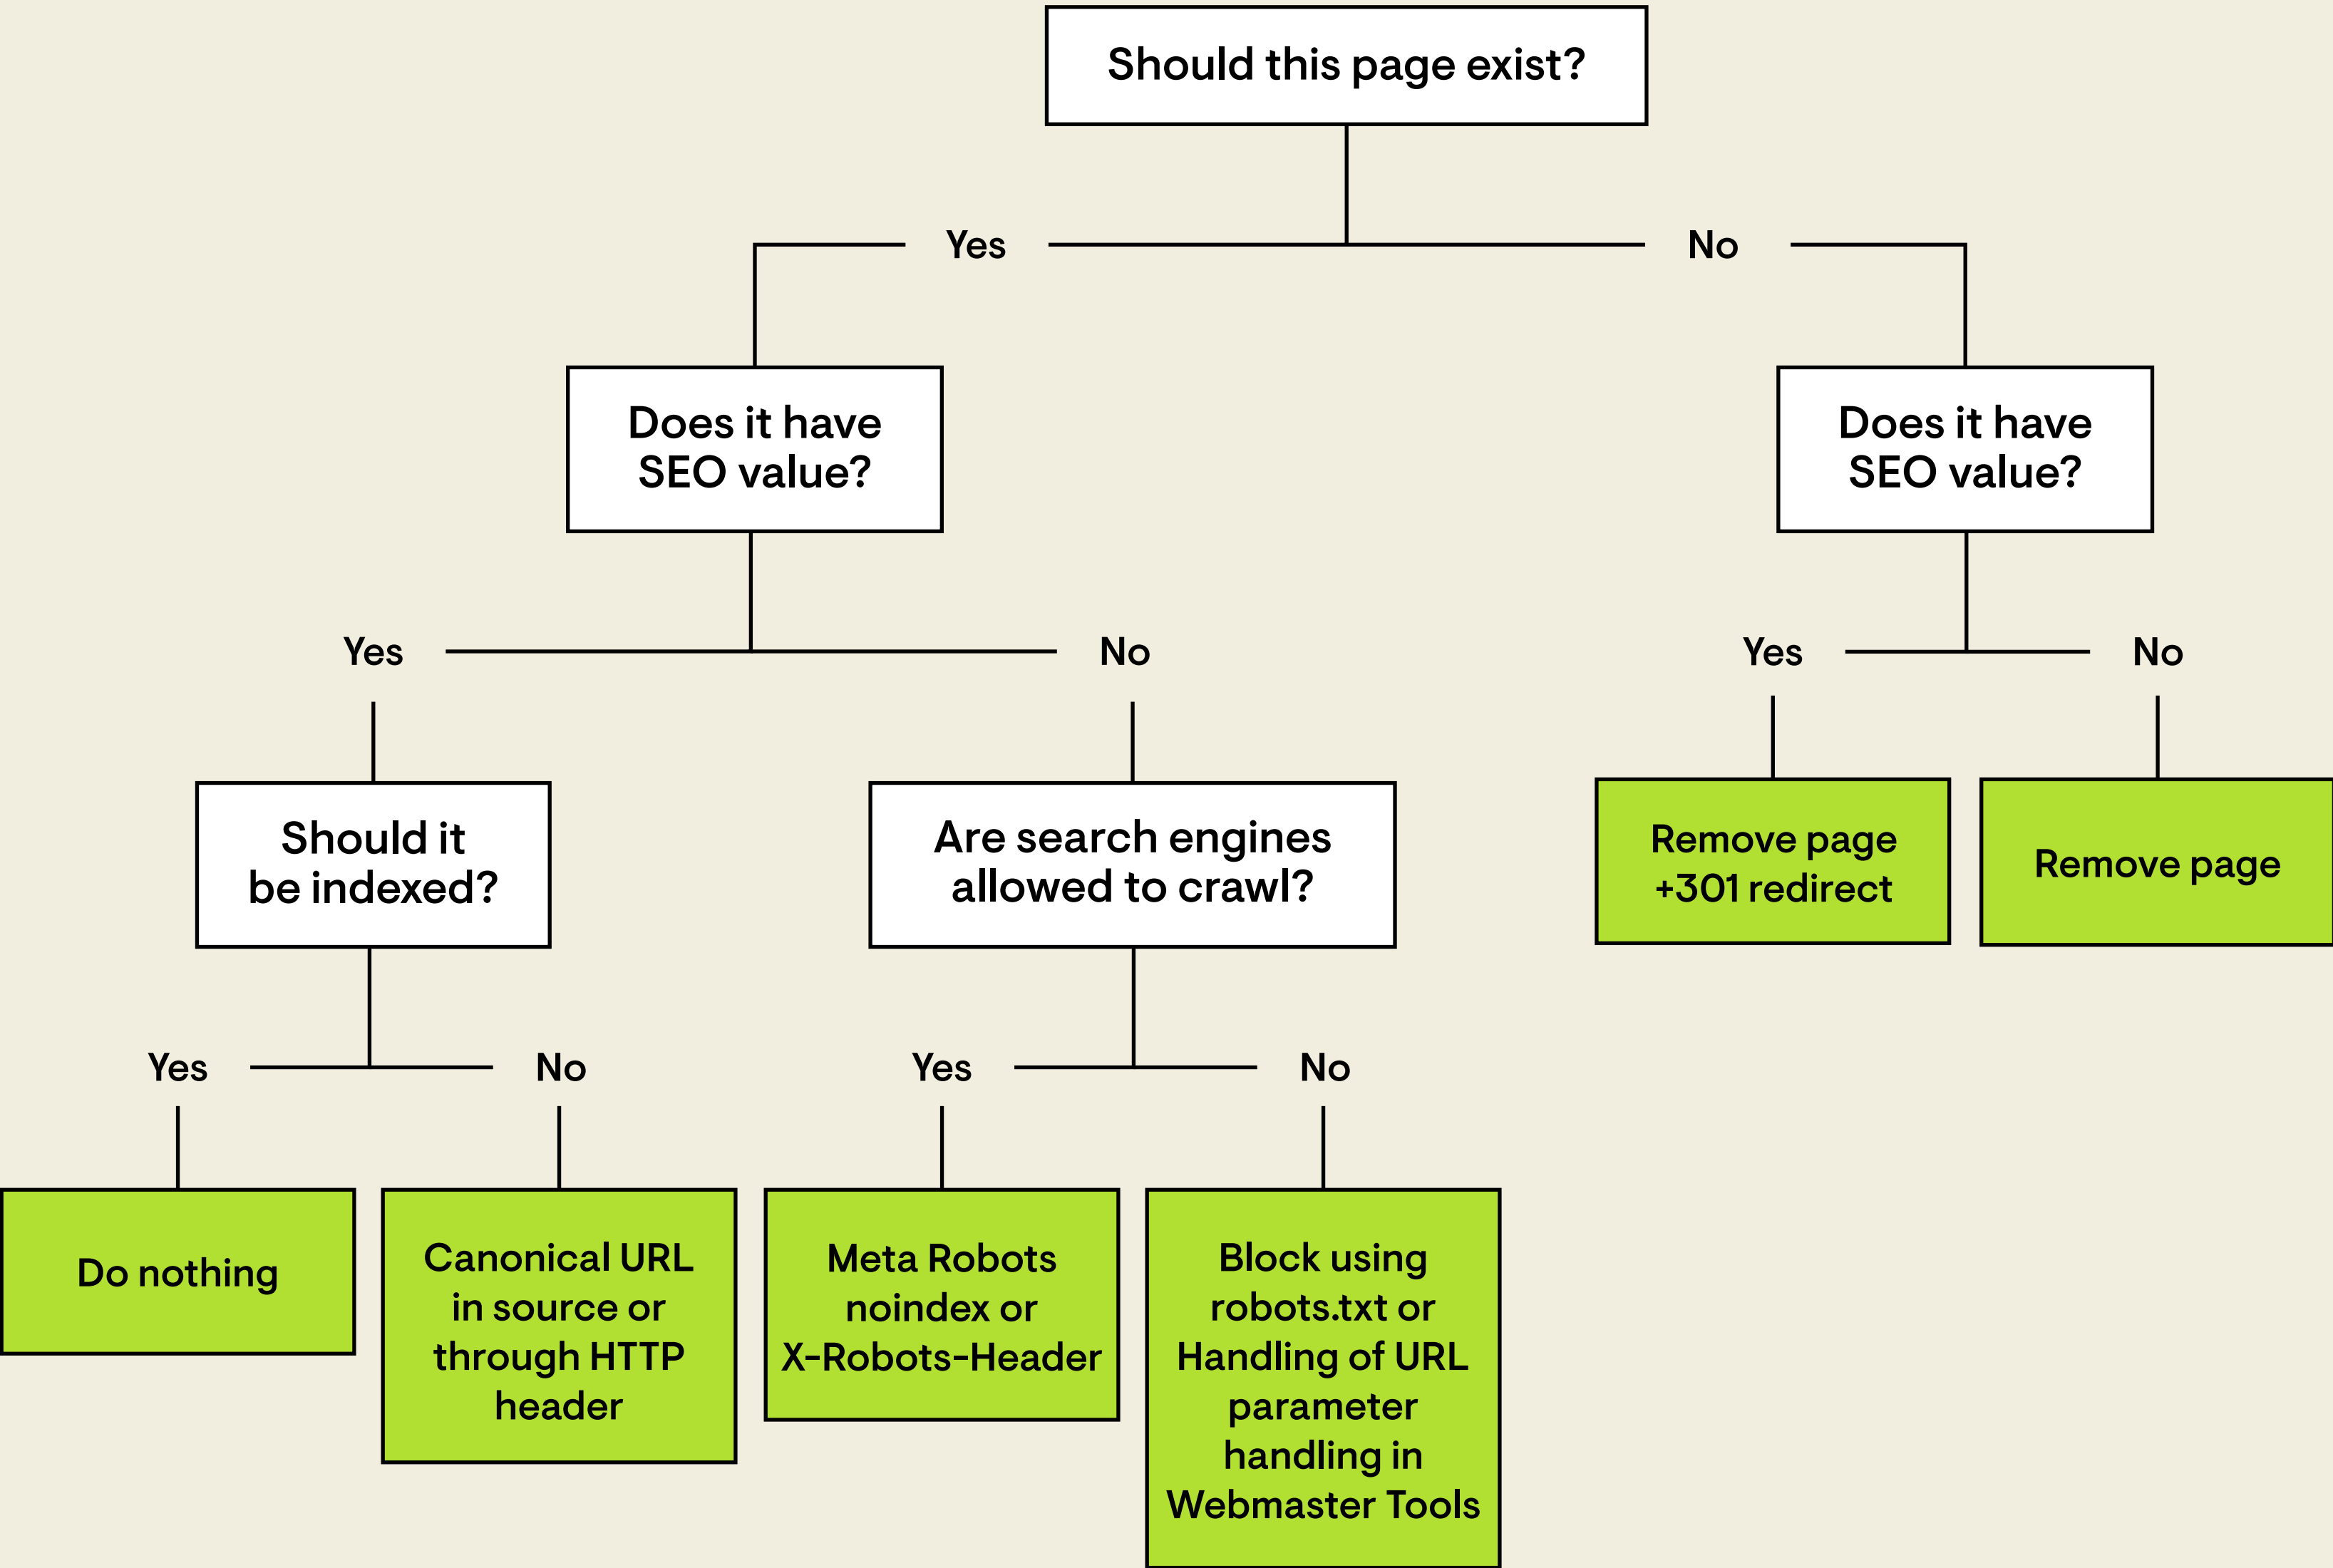 Should this page exist?
Yes
No
Does it have
SEO value?
Does it have
SEO value?
Yes
No
Yes
No
Should it
be indexed?
Are search engines
allowed to crawl?
Remove page
+301 redirect
Remove page
Yes
No
Yes
No
Do nothing
Canonical URL
in source or
through HTTP
header
Meta Robots
noindex or
X-Robots-Header
Block using
robots.txt or
Handling of URL
parameter
handling in
Webmaster Tools